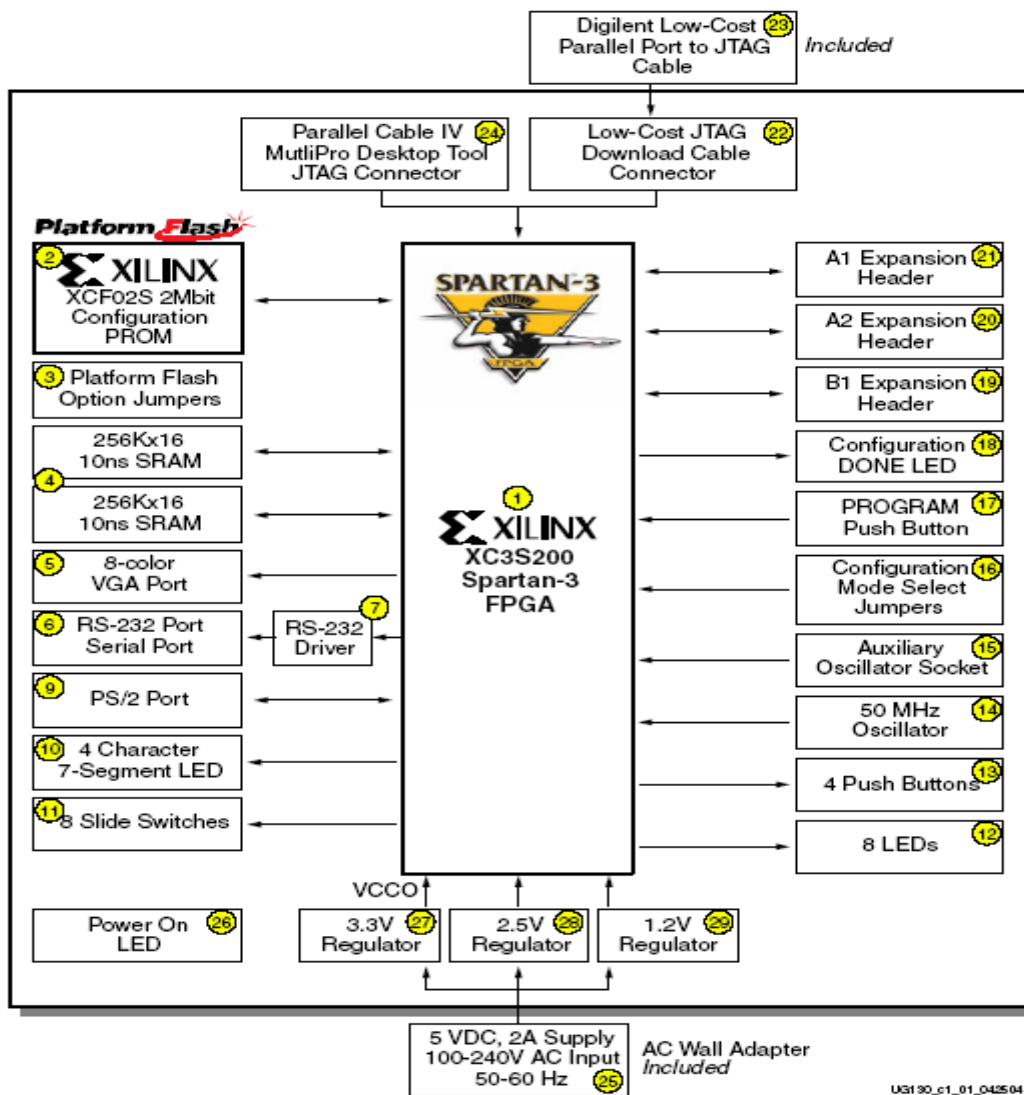 Digilent Low-Cost 23
Parallel Port to JTAG
Cable
Included
Parallel Cable IV 24
MutliPro Desktop Tool
JTAG Connector
Low-Cost JTAG 22
Download Cable
Connector
Platform Flash
2 XILINX
XCF02S 2Mbit
Configuration
PROM
3 Platform Flash
Option Jumpers
256Kx16
10ns SRAM
4
256Kx16
10ns SRAM
5 8-color
VGA Port
6 RS-232 Port
Serial Port
7
RS-232
Driver
9 PS/2 Port
10 4 Character
7-Segment LED
11 8 Slide Switches
SPARTAN-3
FPGA
1
XILINX
XC3S200
Spartan-3
FPGA
A1 Expansion 21
Header
A2 Expansion 20
Header
B1 Expansion 19
Header
Configuration 18
DONE LED
PROGRAM 17
Push Button
Configuration 16
Mode Select
Jumpers
Auxiliary 15
Oscillator Socket
50 MHz 14
Oscillator
4 Push Buttons 13
8 LEDs 12
VCCO
Power On 26
LED
3.3V 27
Regulator
2.5V 28
Regulator
1.2V 29
Regulator
5 VDC, 2A Supply
100-240V AC Input
50-60 Hz 25
AC Wall Adapter
Included
UG130_c1_01_042504